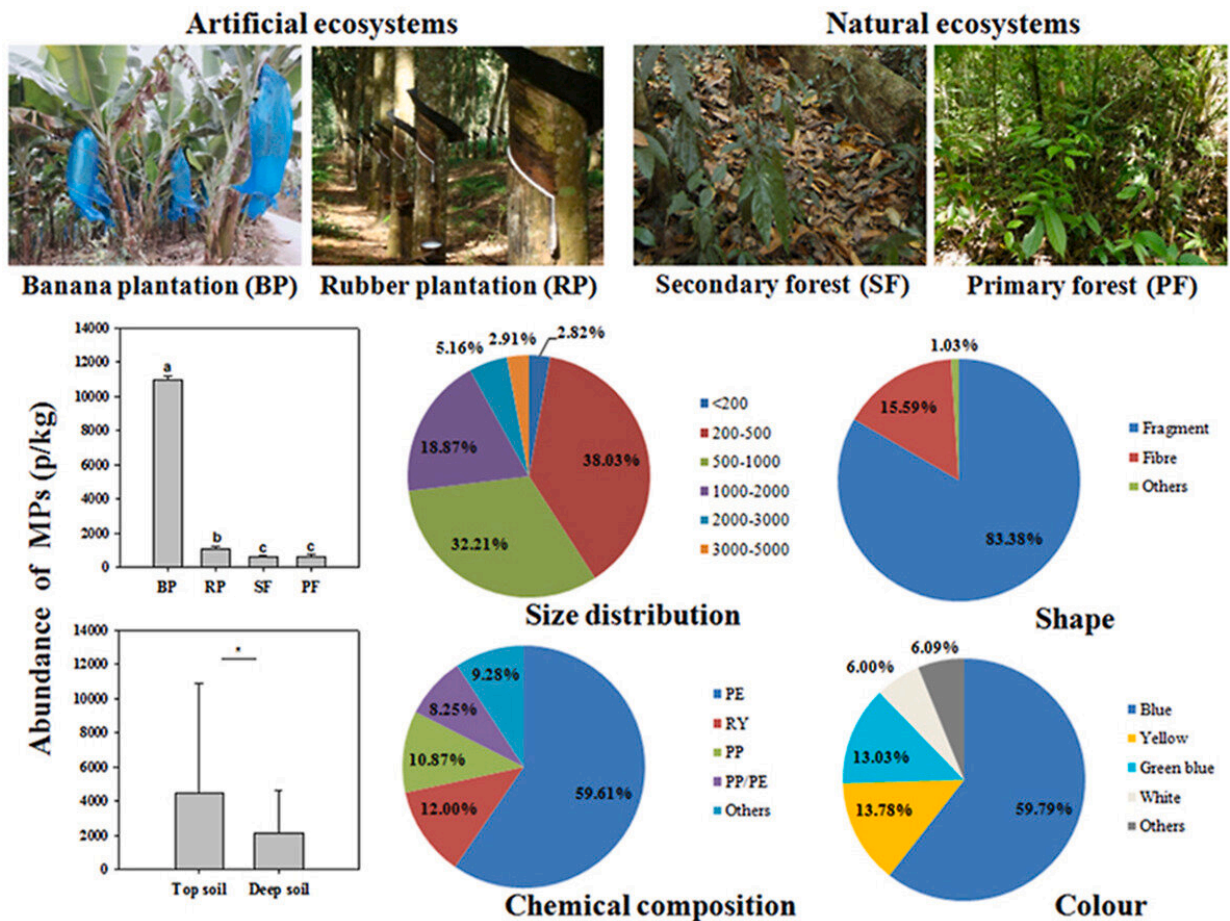 Artificial ecosystems
Natural ecosystems
Banana plantation (BP)
Rubber plantation (RP)
Secondary forest (SF)
Primary forest (PF)
Abundance of MPs (p/kg)
14000
12000
10000
8000
6000
4000
2000
0
a
b
c
c
BP
RP
SF
PF
2.91%
2.82%
5.16%
18.87%
38.03%
32.21%
<200
200-500
500-1000
1000-2000
2000-3000
3000-5000
Size distribution
1.03%
15.59%
83.38%
Fragment
Fibre
Others
Shape
14000
12000
10000
8000
6000
4000
2000
0
*
Top soil
Deep soil
9.28%
8.25%
10.87%
12.00%
59.61%
PE
RY
PP
PP/PE
Others
Chemical composition
6.09%
6.00%
13.03%
13.78%
59.79%
Blue
Yellow
Green blue
White
Others
Colour